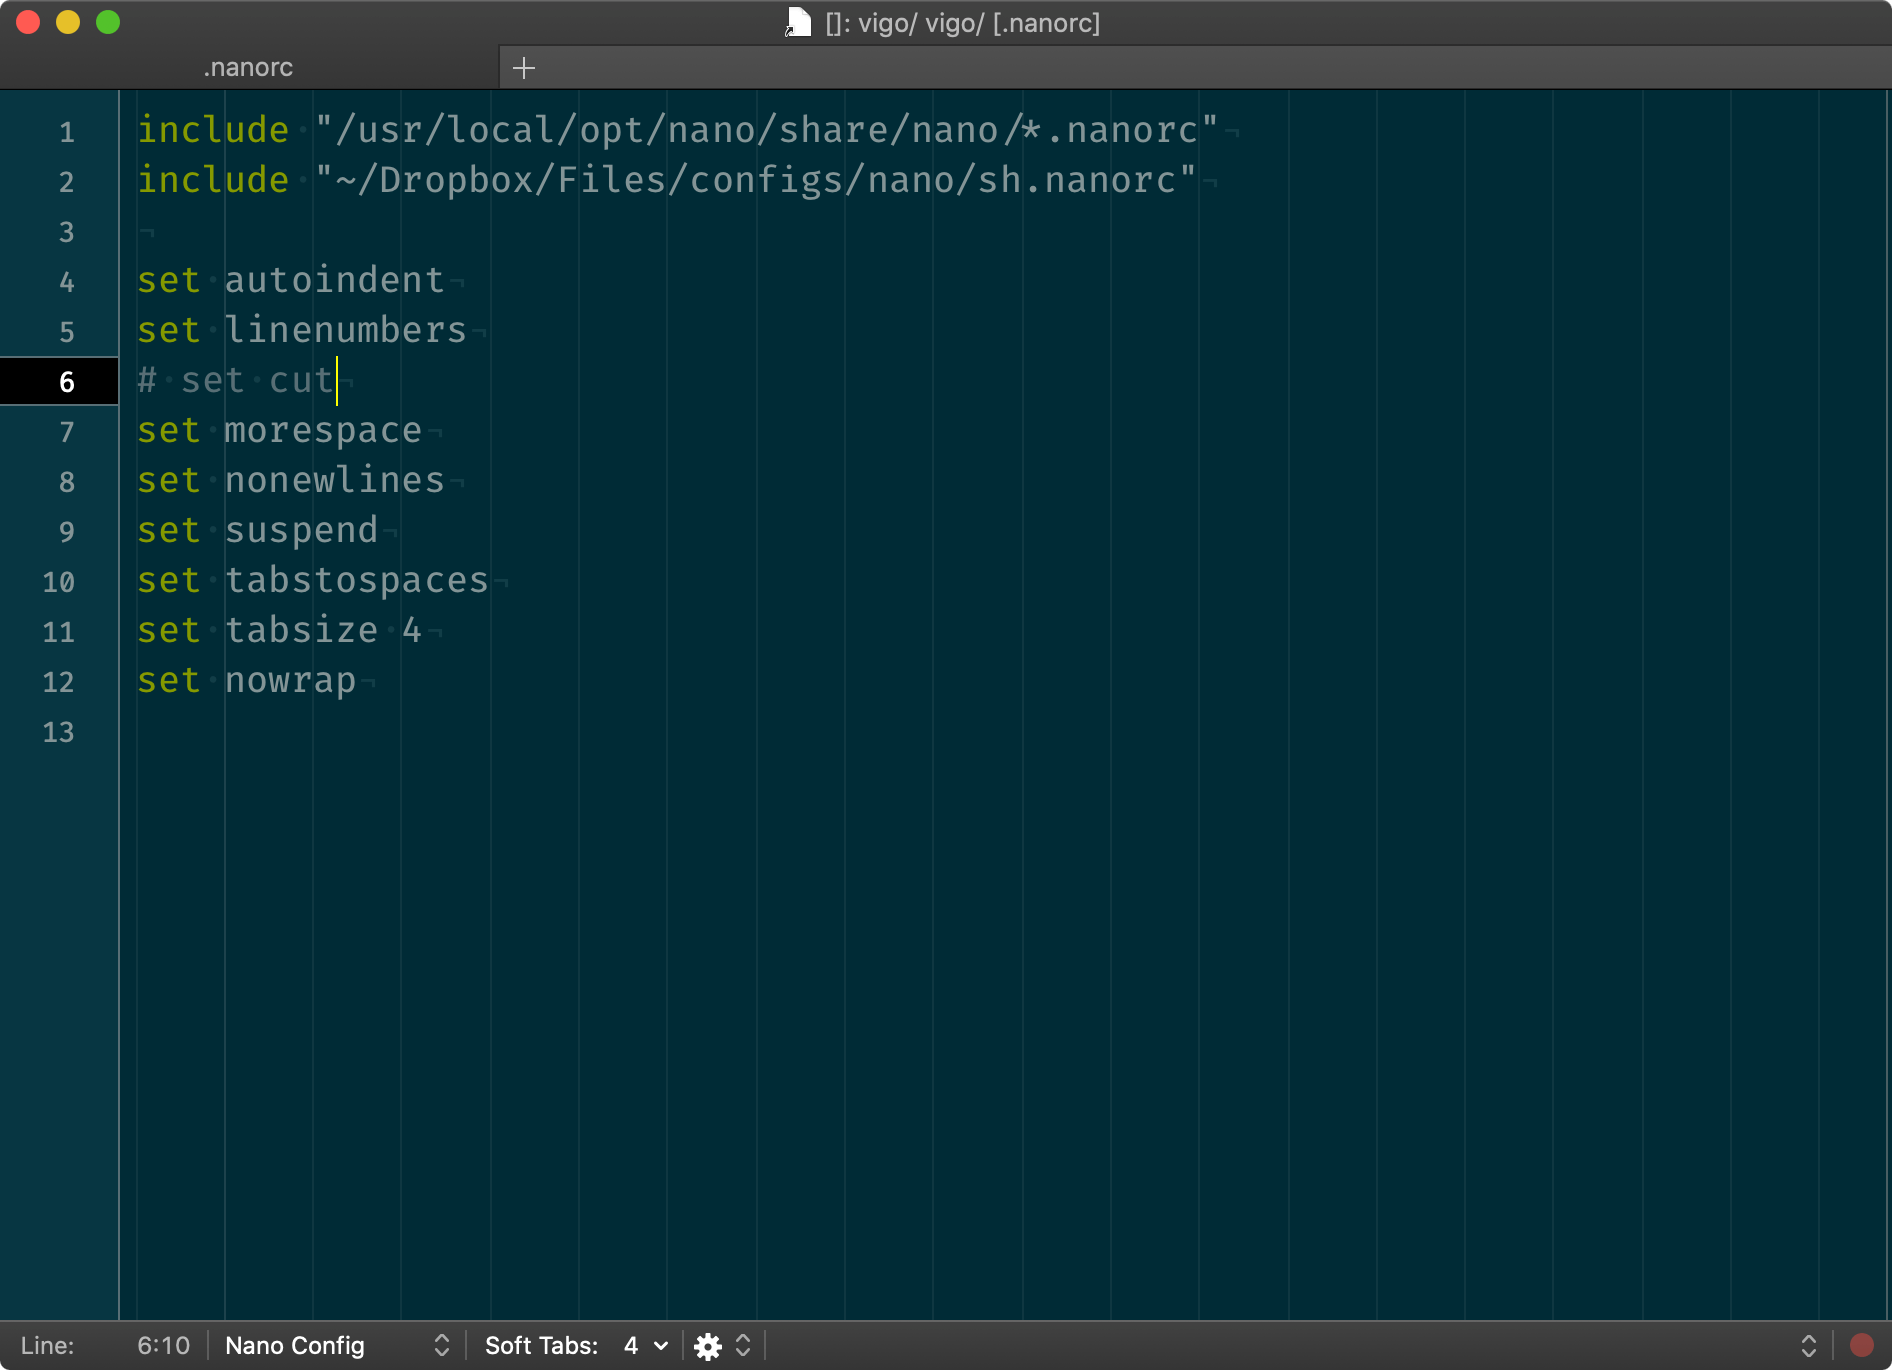 []: vigo/ vigo/ [.nanorc]
.nanorc
1 include "/usr/local/opt/nano/share/nano/*.nanorc"
2 include "~/Dropbox/Files/configs/nano/sh.nanorc"
3
4 set autoindent
5 set linenumbers
6 # set cut
7 set morespace
8 set nonewlines
9 set suspend
10 set tabstospaces
11 set tabsize 4
12 set nowrap
13
Line: 6:10 Nano Config Soft Tabs: 4